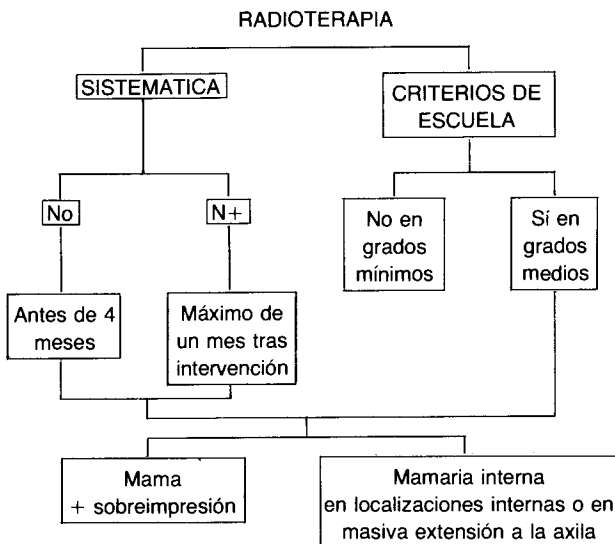 RADIOTERAPIA
SISTEMATICA
CRITERIOS DE
ESCUELA
No
N+
No en
grados
mínimos
Sí en
grados
medios
Antes de 4
meses
Máximo de
un mes tras
intervención
Mama
+ sobreimpresión
Mamaria interna
en localizaciones internas o en
masiva extensión a la axila